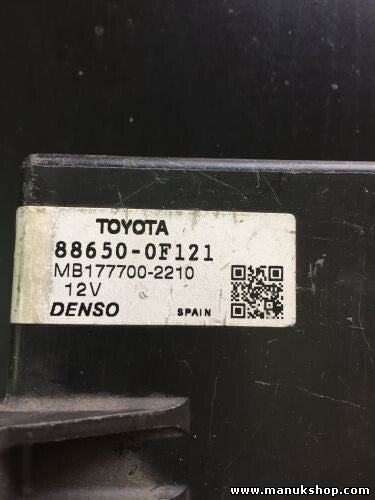 TOYOTA
88650-0F121
MB177700-2210
12V
DENSO SPAIN
www.manukshop.com